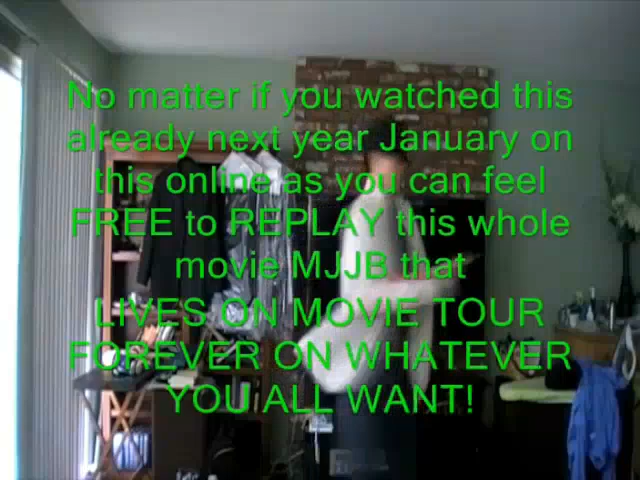 No matter if you watched this
already next year January on
this online as you can feel
FREE to REPLAY this whole
movie MJJB that
LIVES ON MOVIE TOUR
FOREVER ON WHATEVER
YOU ALL WANT!